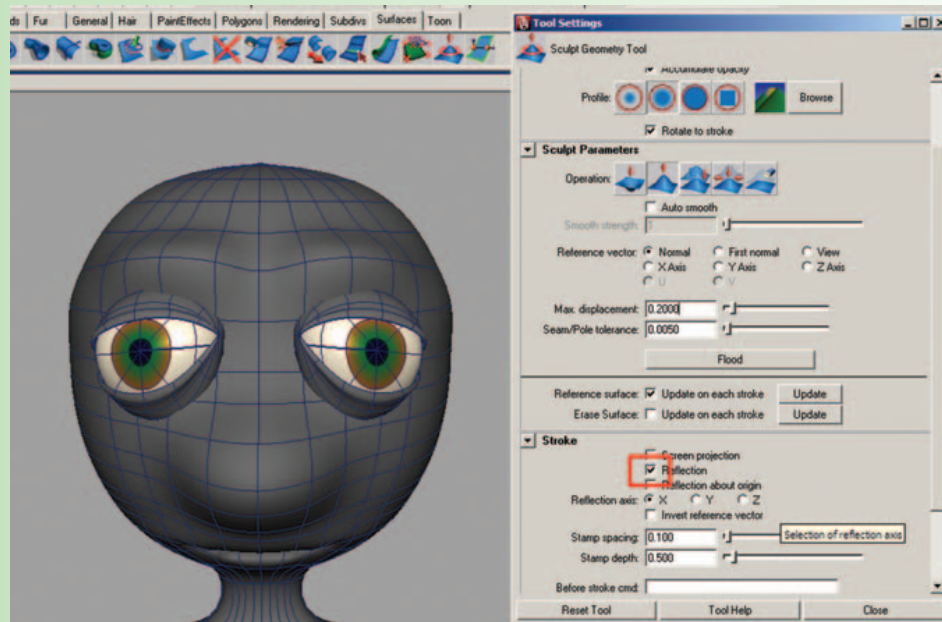 ds Fur General Hair PaintEffects Polygons Rendering Subdivs Surfaces Toon
Tool Settings
Sculpt Geometry Tool
Accumulate opacity
Profile: Browse
Rotate to stroke
Sculpt Parameters
Operation:
Auto smooth
Smooth strength: 1
Reference vector: Normal First normal View
X Axis Y Axis Z Axis
U V
Max. displacement: 0.2000
Seam/Pole tolerance: 0.0050
Flood
Reference surface: Update on each stroke Update
Erase Surface: Update on each stroke Update
Stroke
Screen projection
Reflection
Reflection about origin
Reflection axis: X Y Z
Invert reference vector
Stamp spacing: 0.100 Selection of reflection axis
Stamp depth: 0.500
Before stroke cmd:
Reset Tool Tool Help Close